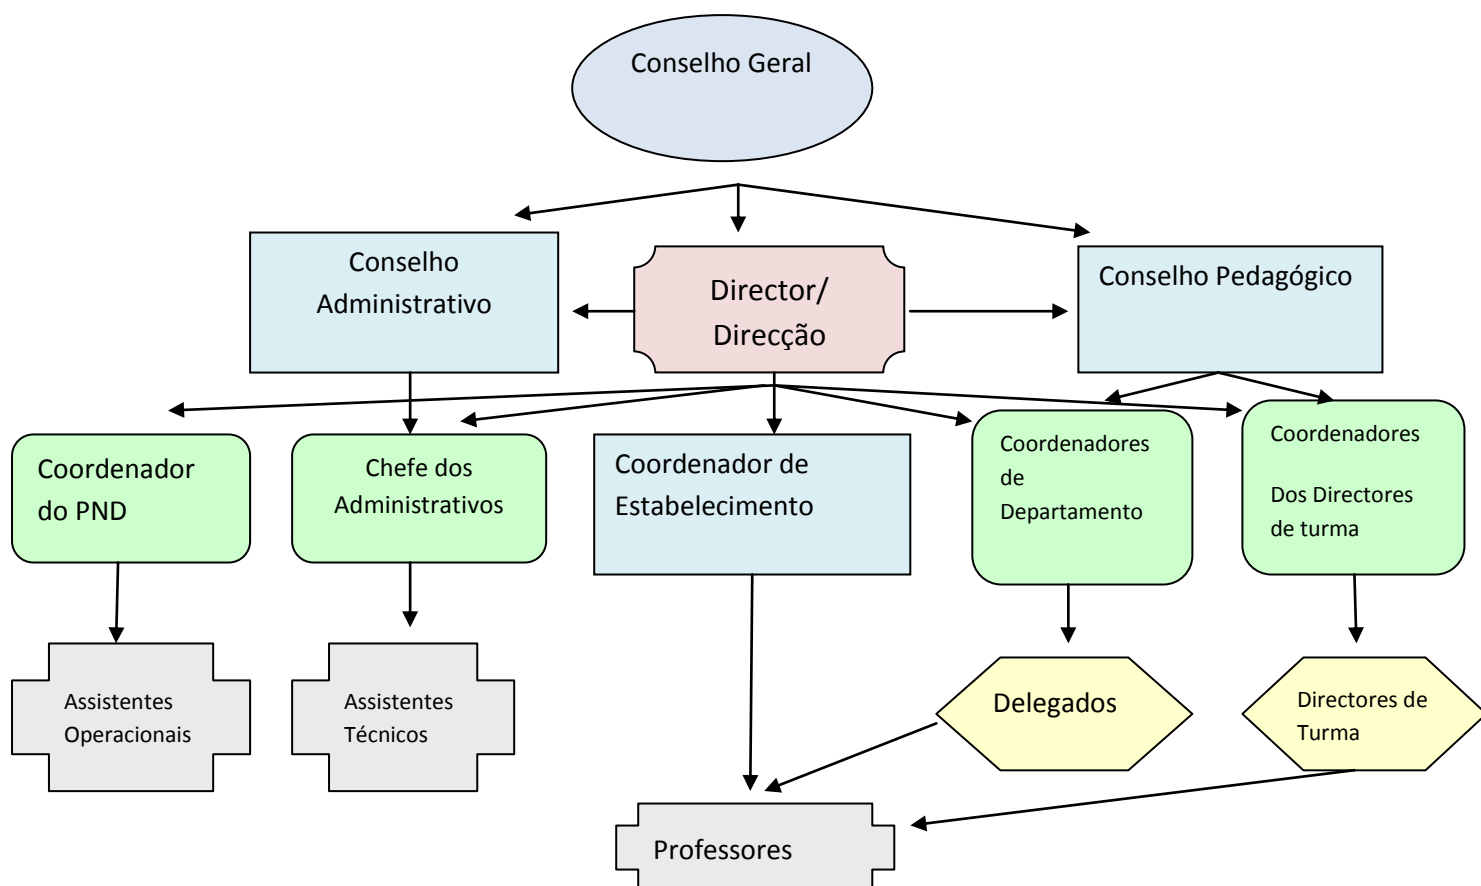 Conselho Geral
Conselho
Administrativo
Director/
Direcção
Conselho Pedagógico
Coordenador
do PND
Chefe dos
Administrativos
Coordenador de
Estabelecimento
Coordenadores
de
Departamento
Coordenadores
Dos Directores
de turma
Assistentes
Operacionais
Assistentes
Técnicos
Delegados
Directores de
Turma
Professores